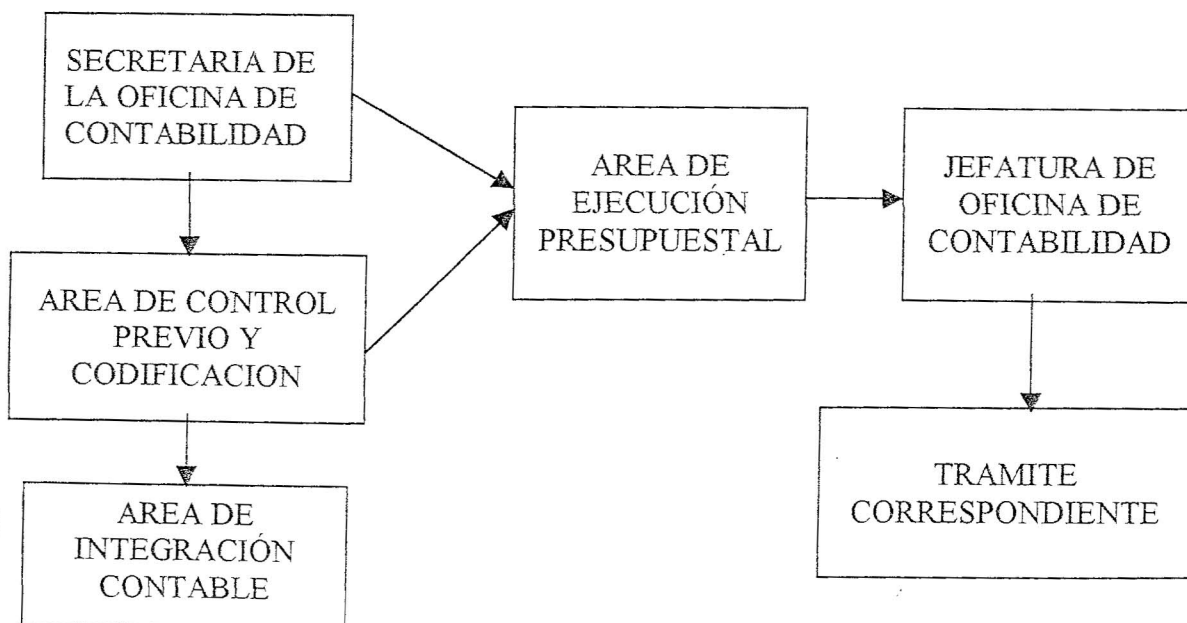 SECRETARIA DE
LA OFICINA DE
CONTABILIDAD
AREA DE CONTROL
PREVIO Y
CODIFICACION
AREA DE
INTEGRACIÓN
CONTABLE
AREA DE
EJECUCIÓN
PRESUPUESTAL
JEFATURA DE
OFICINA DE
CONTABILIDAD
TRAMITE
CORRESPONDIENTE